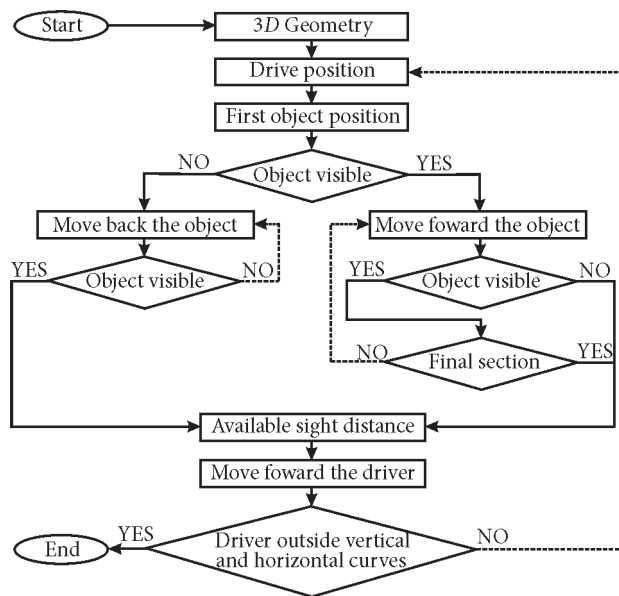 Start
3D Geometry
Drive position
First object position
NO
YES
Object visible
Move back the object
Move foward the object
YES
Object visible
NO
YES
Object visible
NO
NO
Final section
YES
Available sight distance
Move foward the driver
YES
NO
End
Driver outside vertical
and horizontal curves